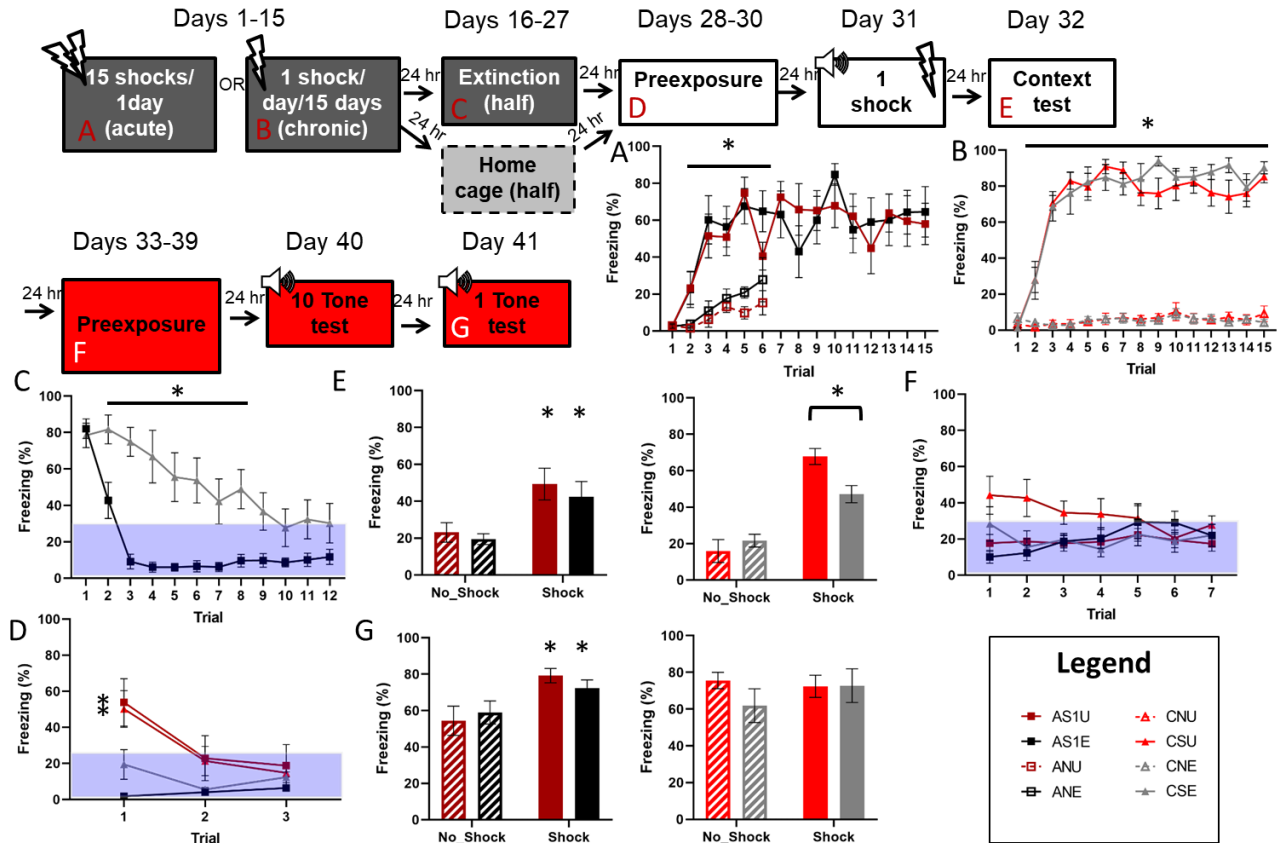 Days 1-15
Days 16-27
Days 28-30
Day 31
Day 32
15 shocks/
1day
(acute)
A
OR
1 shock/
day/15 days
(chronic)
B
24 hr
Extinction
(half)
C
24 hr
24 hr
Home
cage (half)
24 hr
Preexposure
D
24 hr
1
shock
24 hr
Context
test
E
Days 33-39
Day 40
Day 41
24 hr
Preexposure
F
24 hr
10 Tone
test
24 hr
1 Tone
test
G
A
*
Freezing (%)
100
80
60
40
20
0
1 2 3 4 5 6 7 8 9 10 11 12 13 14 15
Trial
B
*
Freezing (%)
100
80
60
40
20
0
1 2 3 4 5 6 7 8 9 10 11 12 13 14 15
Trial
C
*
Freezing (%)
100
80
60
40
20
0
1 2 3 4 5 6 7 8 9 10 11 12
Trial
E
* *
Freezing (%)
100
80
60
40
20
0
No_Shock Shock
*
Freezing (%)
100
80
60
40
20
0
No_Shock Shock
F
Freezing (%)
100
80
60
40
20
0
1 2 3 4 5 6 7
Trial
D
**
Freezing (%)
100
80
60
40
20
0
1 2 3
Trial
G
* *
Freezing (%)
100
80
60
40
20
0
No_Shock Shock
Freezing (%)
100
80
60
40
20
0
No_Shock Shock
Legend
AS1U
AS1E
ANU
ANE
CNU
CSU
CNE
CSE